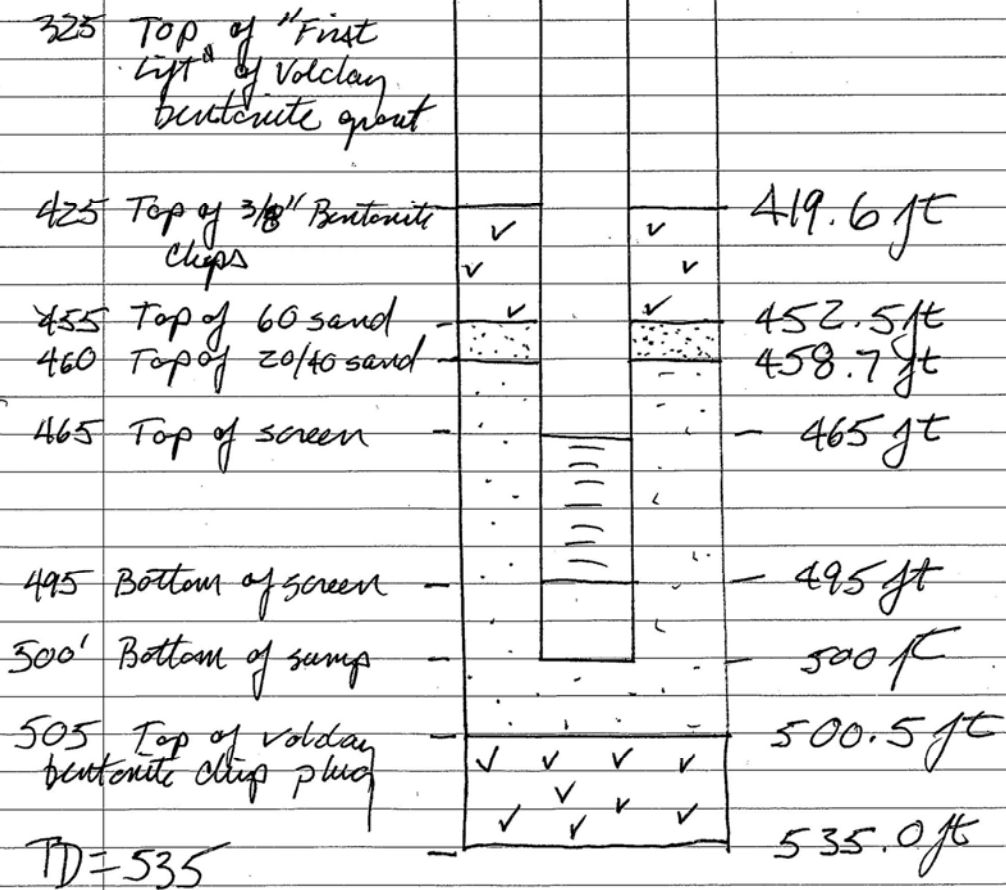 325 Top of "First
Lift" of Volclay
bentonite grout
425 Top of 3/8" Bentonite 419.6 ft
Chips
455 Top of 60 sand 452.5 ft
460 Top of 20/40 sand 458.7 ft
465 Top of screen 465 ft
495 Bottom of screen 495 ft
500' Bottom of sump 500 ft
505 Top of volclay 500.5 ft
bentonite chip plug
TD=535 535.0 ft